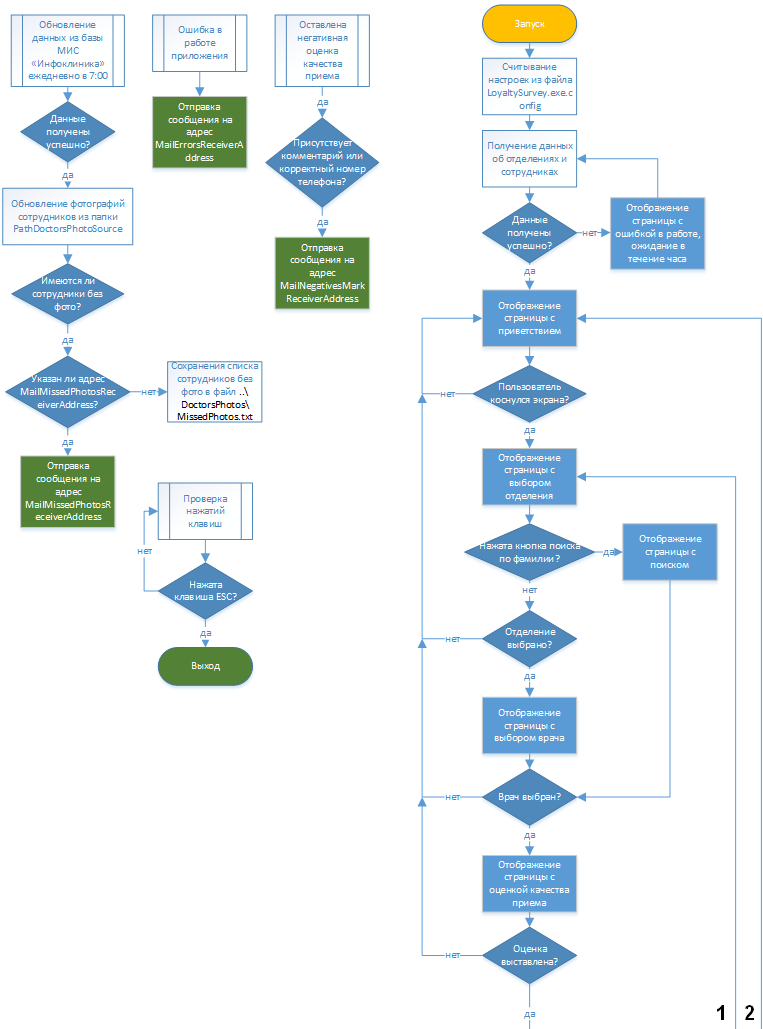 Обновление
данных из базы
МИС
«Инфоклиника»
ежедневно в 7:00
Данные
получены
успешно?
да
Обновление фотографий
сотрудников из папки
PathDoctorsPhotoSource
Имеются ли
сотрудники без
фото?
да
Указан ли адрес
MailMissedPhotosRec
eiverAddress?
нет
Сохранения списка
сотрудников без
фото в файл ..\
DoctorsPhotos\
MissedPhotos.txt
да
Отправка
сообщения на
адрес
MailMissedPhotosR
eceiverAddress
Ошибка в
работе
приложения
Отправка
сообщения на
адрес
MailErrorsReceiverA
ddress
Оставлена
негативная
оценка
качества
приема
да
Присутствует
комментарий или
корректный номер
телефона?
да
Отправка
сообщения на
адрес
MailNegativesMark
ReceiverAddress
Проверка
нажатий
клавиш
нет
Нажата
клавиша ESC?
да
Выход
Запуск
Считывание
настроек из файла
LoyaltySurvey.exe.c
onfig
Получение данных
об отделениях и
сотрудниках
Данные
получены
успешно?
нет
Отображение
страницы с
ошибкой в работе,
ожидание в
течение часа
да
Отображение
страницы с
приветствием
Пользователь
коснулся экрана?
нет
да
Отображение
страницы с
выбором
отделения
Нажата кнопка поиска
по фамилии?
да
Отображение
страницы с
поиском
нет
Отделение
выбрано?
нет
да
Отображение
страницы с
выбором врача
Врач выбран?
нет
да
Отображение
страницы с
оценкой качества
приема
Оценка
выставлена?
нет
да
1 2